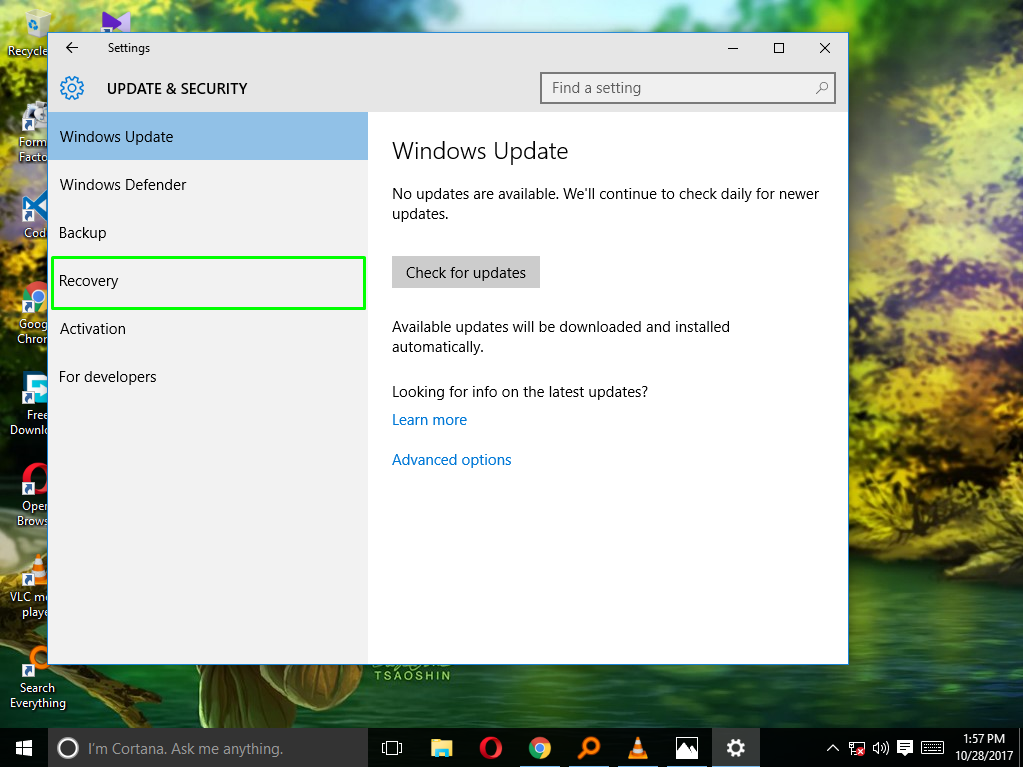 Recycle
Form
Facto
Code
Goog
Chron
Free
Downlo
Oper
Brows
VLC me
playe
Search
Everything
Settings
UPDATE & SECURITY
Find a setting
Windows Update
Windows Defender
Backup
Recovery
Activation
For developers
Windows Update
No updates are available. We'll continue to check daily for newer
updates.
Check for updates
Available updates will be downloaded and installed
automatically.
Looking for info on the latest updates?
Learn more
Advanced options
TSAOSHIN
I'm Cortana. Ask me anything.
1:57 PM
10/28/2017